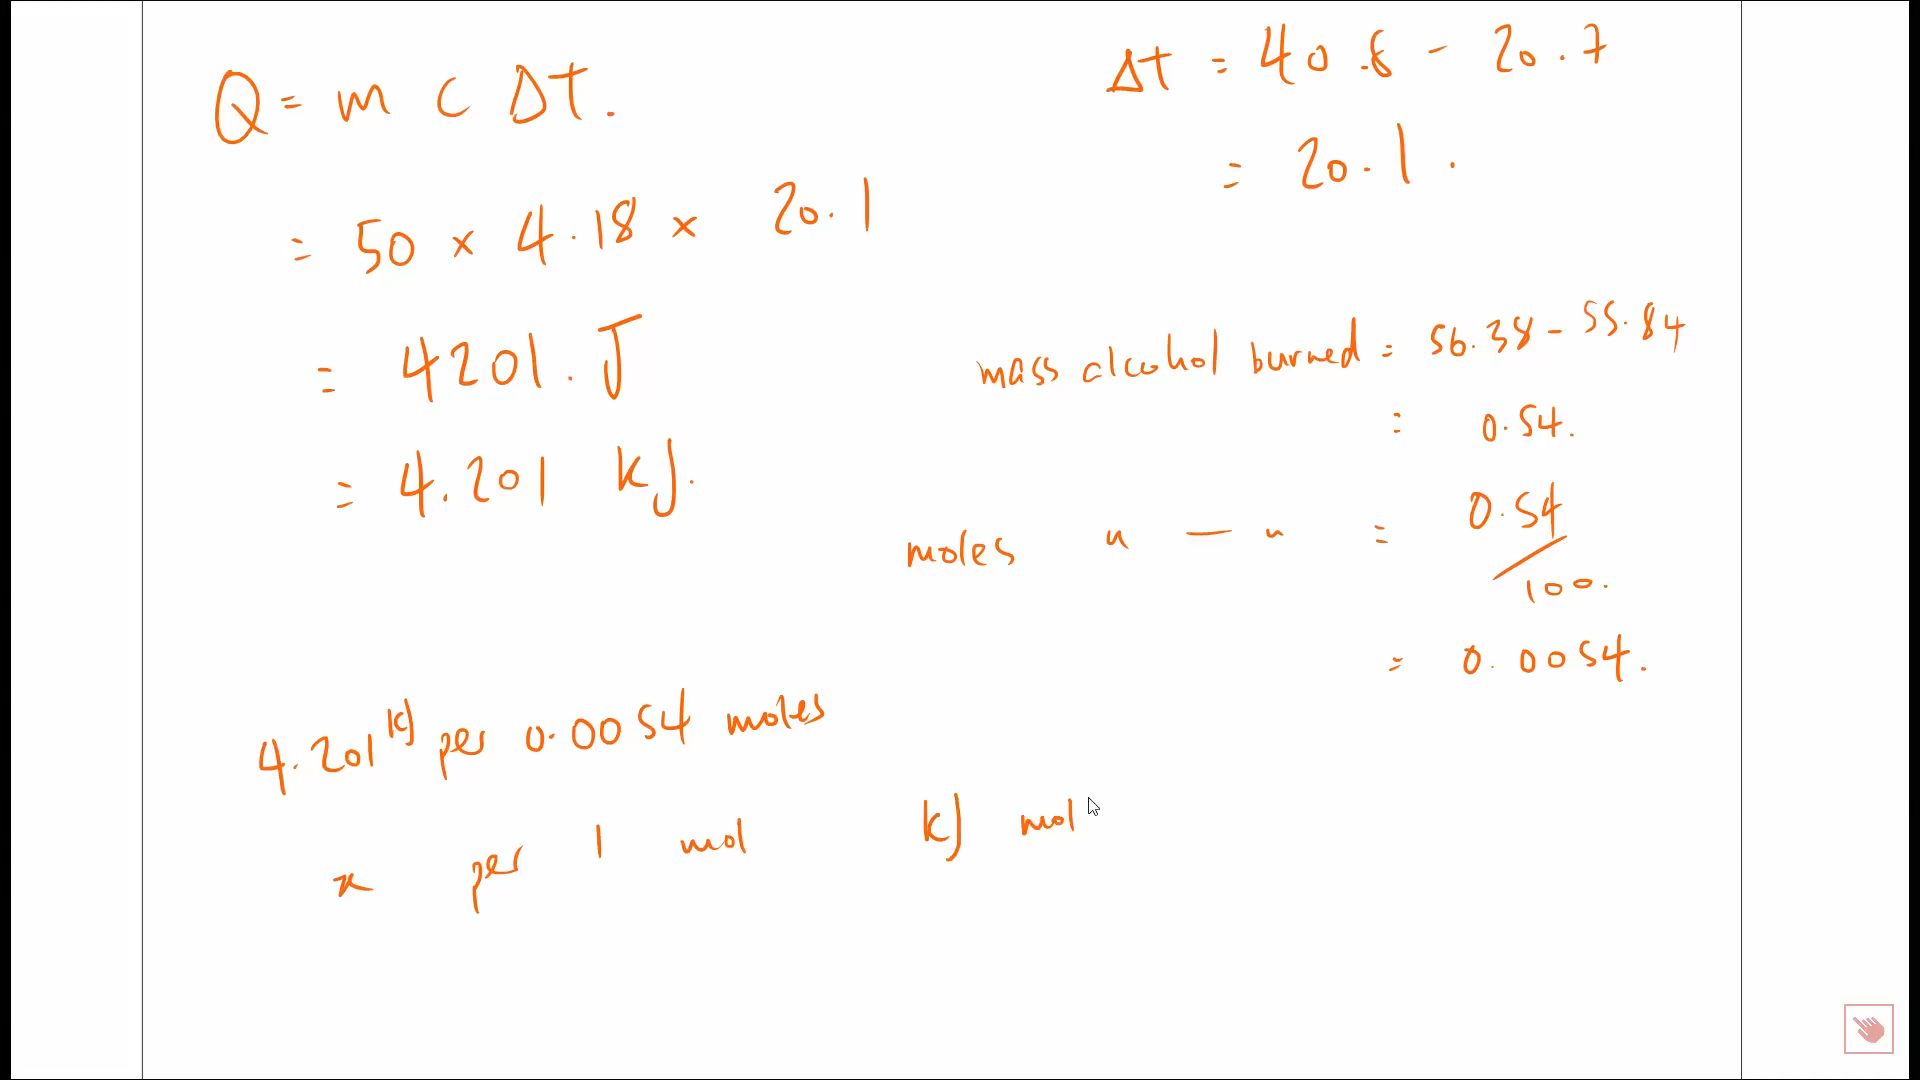 Q = m c Δt.
= 50 × 4.18 × 20.1
= 4201. J
= 4.201 kJ.
Δt = 40.8 - 20.7
= 20.1.
mass alcohol burned = 56.38 - 55.84
= 0.54.
moles " — " = 0.54/100.
= 0.0054.
4.201 kJ per 0.0054 moles
x per 1 mol kJ mol